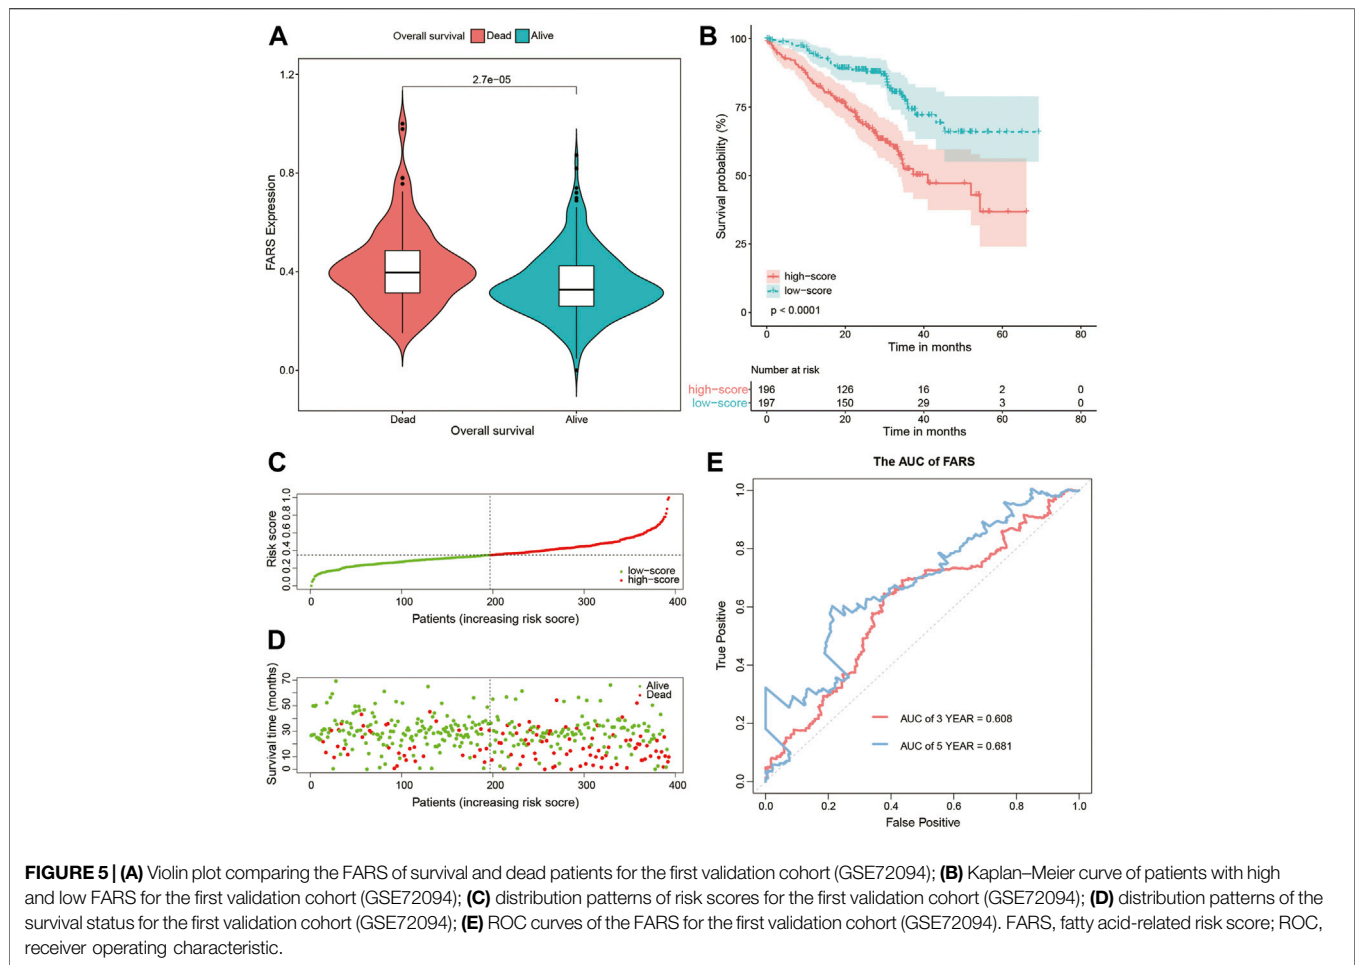 A
Overall survival Dead Alive
2.7e−05
1.2
0.8
0.4
0.0
FARS Expression
Dead Alive
Overall survival
B
100
75
50
25
0
Survival probability (%)
high−score
low−score
p < 0.0001
0 20 40 60 80
Time in months
Number at risk
high−score 196 126 16 2 0
low−score 197 150 29 3 0
0 20 40 60 80
Time in months
C
Risk score
0.0 0.2 0.4 0.6 0.8 1.0
low−score
high−score
0 100 200 300 400
Patients (increasing risk socre)
D
Survival time (months)
0 10 30 50 70
Alive
Dead
0 100 200 300 400
Patients (increasing risk socre)
E
The AUC of FARS
True Positive
0.0 0.2 0.4 0.6 0.8 1.0
AUC of 3 YEAR = 0.608
AUC of 5 YEAR = 0.681
0.0 0.2 0.4 0.6 0.8 1.0
False Positive
FIGURE 5 | (A) Violin plot comparing the FARS of survival and dead patients for the first validation cohort (GSE72094); (B) Kaplan–Meier curve of patients with high
and low FARS for the first validation cohort (GSE72094); (C) distribution patterns of risk scores for the first validation cohort (GSE72094); (D) distribution patterns of the
survival status for the first validation cohort (GSE72094); (E) ROC curves of the FARS for the first validation cohort (GSE72094). FARS, fatty acid-related risk score; ROC,
receiver operating characteristic.